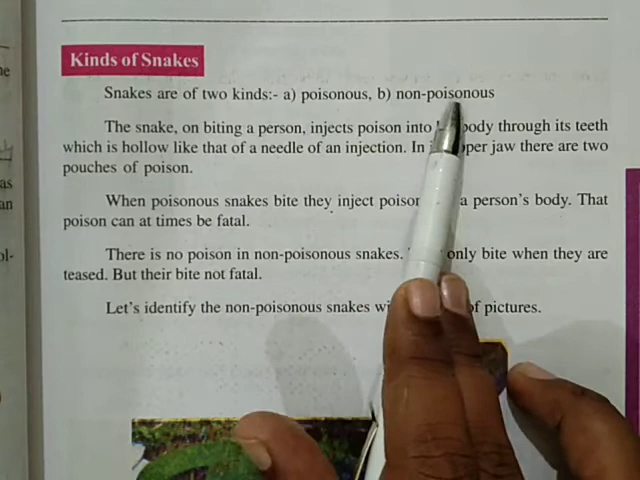 Kinds of Snakes
Snakes are of two kinds:- a) poisonous, b) non-poisonous
The snake, on biting a person, injects poison into body through its teeth
which is hollow like that of a needle of an injection. In jaw there are two
pouches of poison.
When poisonous snakes bite they inject a person's body. That
poison can at times be fatal.
There is no poison in non-poisonous snakes. only bite when they are
teased. But their bite not fatal.
Let's identify the non-poisonous snakes of pictures.